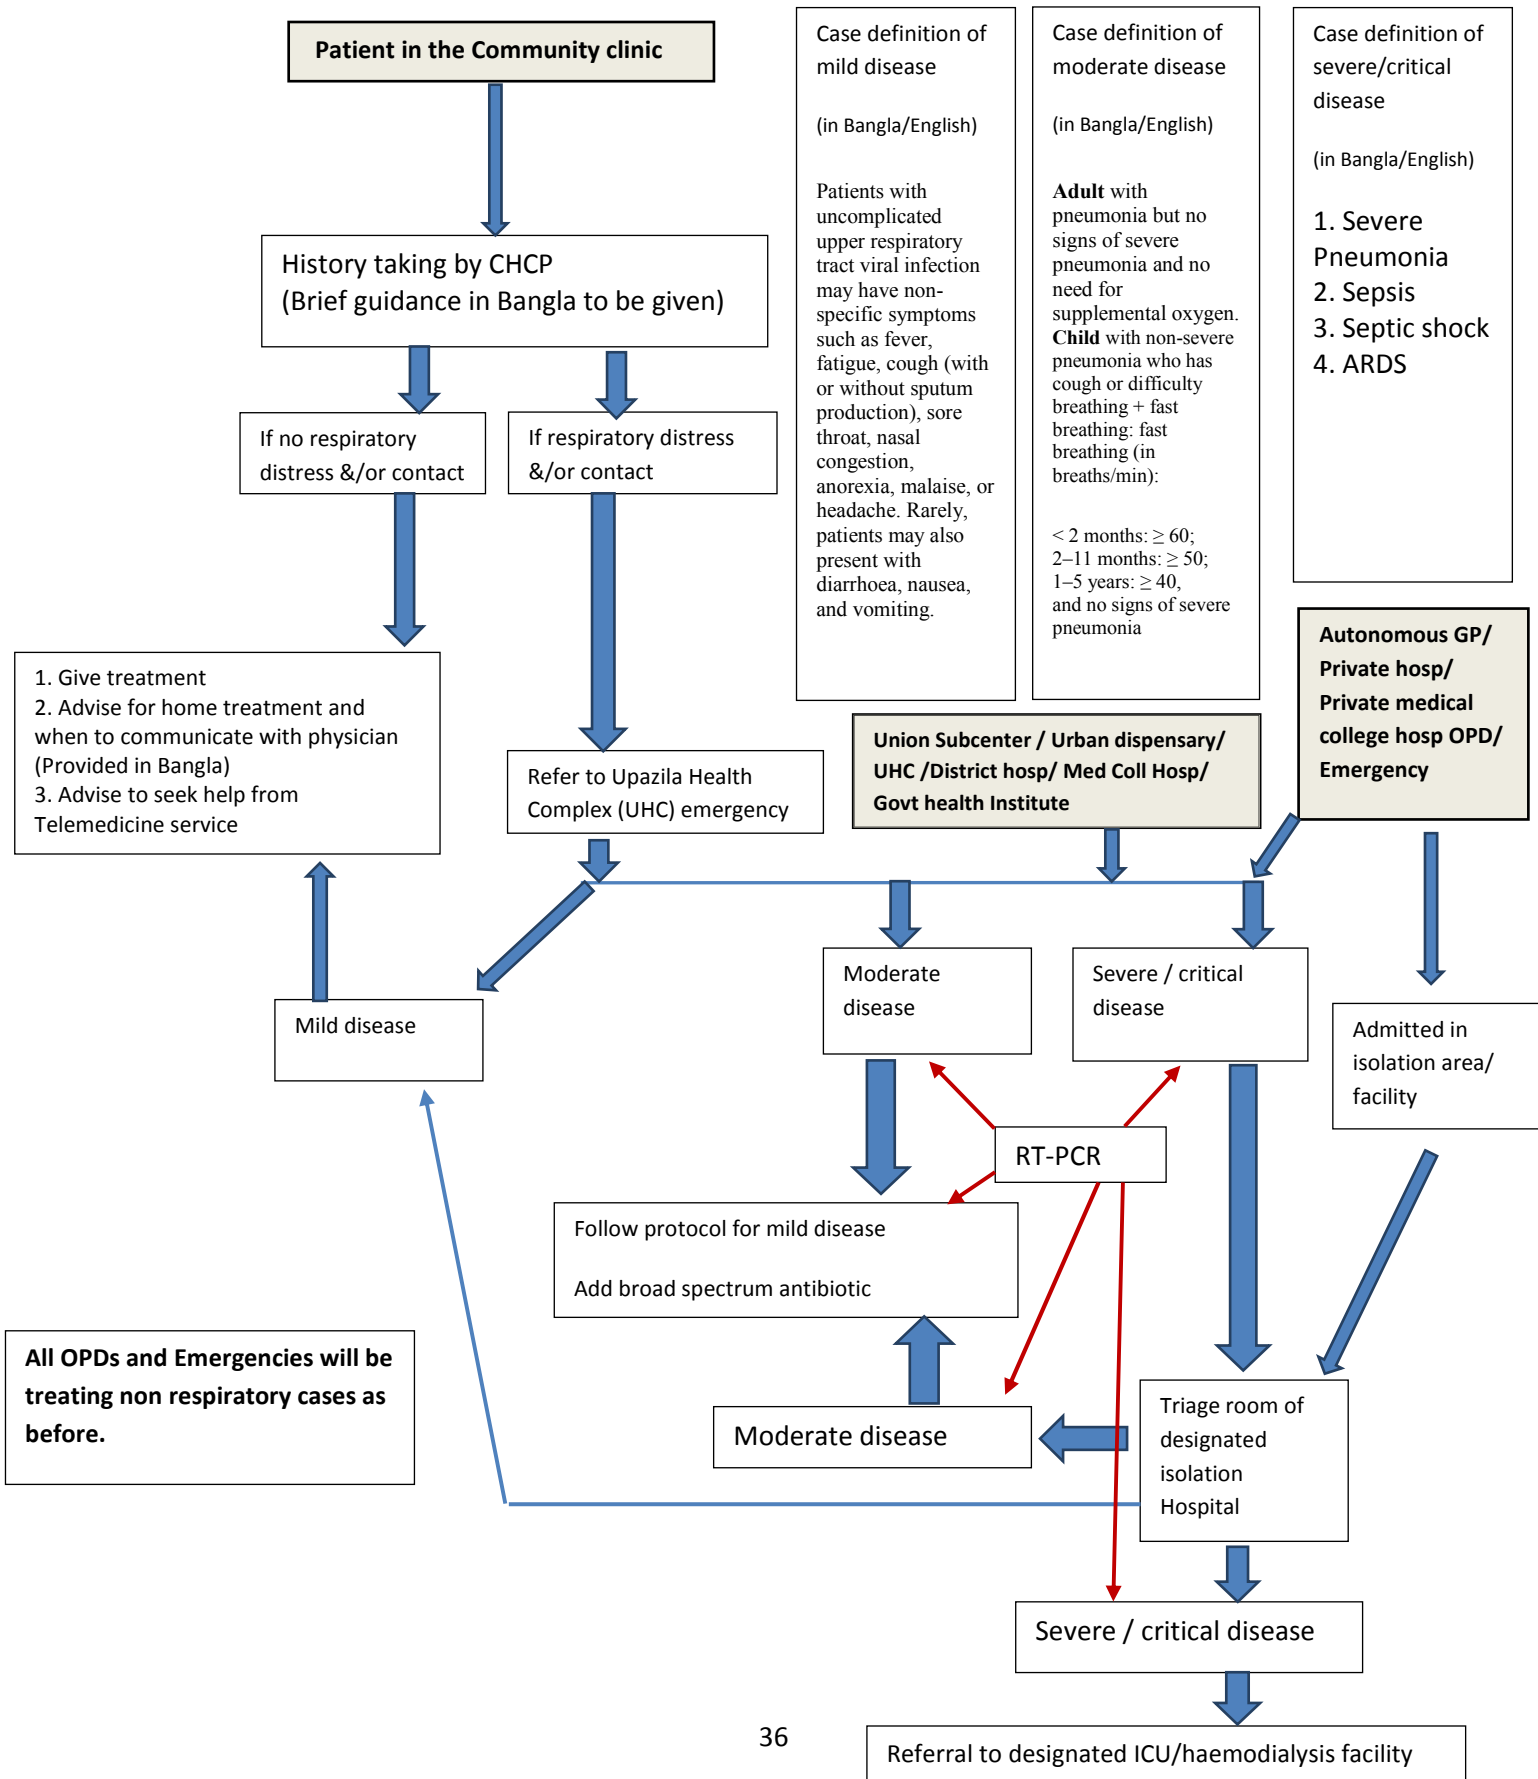 Patient in the Community clinic
Case definition of
mild disease
(in Bangla/English)
Patients with
uncomplicated
upper respiratory
tract viral infection
may have non-
specific symptoms
such as fever,
fatigue, cough (with
or without sputum
production), sore
throat, nasal
congestion,
anorexia, malaise, or
headache. Rarely,
patients may also
present with
diarrhoea, nausea,
and vomiting.
Case definition of
moderate disease
(in Bangla/English)
Adult with
pneumonia but no
signs of severe
pneumonia and no
need for
supplemental oxygen.
Child with non-severe
pneumonia who has
cough or difficulty
breathing + fast
breathing: fast
breathing (in
breaths/min):
< 2 months: ≥ 60;
2–11 months: ≥ 50;
1–5 years: ≥ 40,
and no signs of severe
pneumonia
Case definition of
severe/critical
disease
(in Bangla/English)
1. Severe
Pneumonia
2. Sepsis
3. Septic shock
4. ARDS
History taking by CHCP
(Brief guidance in Bangla to be given)
If no respiratory
distress &/or contact
If respiratory distress
&/or contact
1. Give treatment
2. Advise for home treatment and
when to communicate with physician
(Provided in Bangla)
3. Advise to seek help from
Telemedicine service
Refer to Upazila Health
Complex (UHC) emergency
Union Subcenter / Urban dispensary/
UHC /District hosp/ Med Coll Hosp/
Govt health Institute
Autonomous GP/
Private hosp/
Private medical
college hosp OPD/
Emergency
Mild disease
Moderate
disease
Severe / critical
disease
Admitted in
isolation area/
facility
RT-PCR
Follow protocol for mild disease
Add broad spectrum antibiotic
All OPDs and Emergencies will be
treating non respiratory cases as
before.
Moderate disease
Triage room of
designated
isolation
Hospital
Severe / critical disease
Referral to designated ICU/haemodialysis facility
36